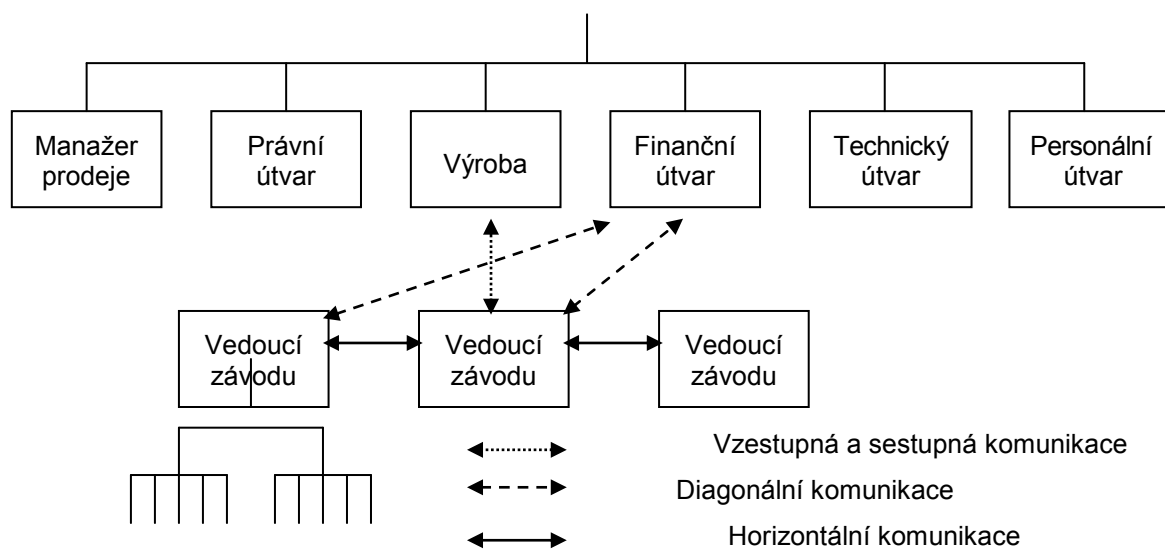 Manažer
prodeje
Právní
útvar
Výroba
Finanční
útvar
Technický
útvar
Personální
útvar
Vedoucí
závodu
Vedoucí
závodu
Vedoucí
závodu
Vzestupná a sestupná komunikace
Diagonální komunikace
Horizontální komunikace